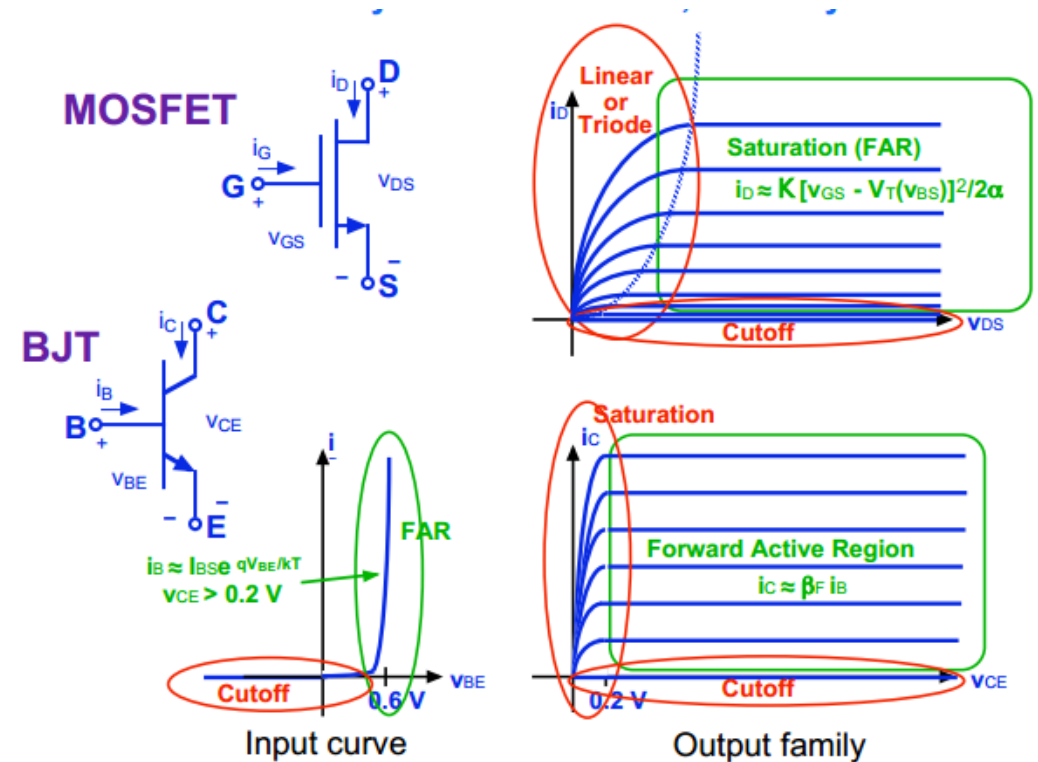 MOSFET
iD
D
+
iG
G
+
vDS
vGS
–
–
S
Linear
or
Triode
iD
Saturation (FAR)
iD ≈ K [vGS - VT(vBS)]²/2α
Cutoff
vDS
BJT
iC
C
+
iB
B
+
vCE
vBE
–
–
E
i
FAR
iB ≈ IBSe qVBE/kT
vCE > 0.2 V
Cutoff
0.6 V
vBE
Input curve
Saturation
iC
Forward Active Region
iC ≈ βF iB
Cutoff
0.2 V
vCE
Output family